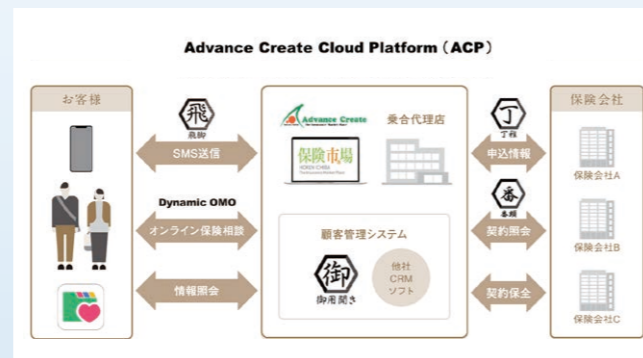 Advance Create Cloud Platform（ACP）
お客様
飛
飛脚
SMS送信
Dynamic OMO
オンライン保険相談
情報照会
Advance Create
保険市場
乗合代理店
顧客管理システム
御
御用聞き
他社
CRM
ソフト
丁
丁稚
申込情報
番
番頭
契約照会
契約保全
保険会社
保険会社A
保険会社B
保険会社C